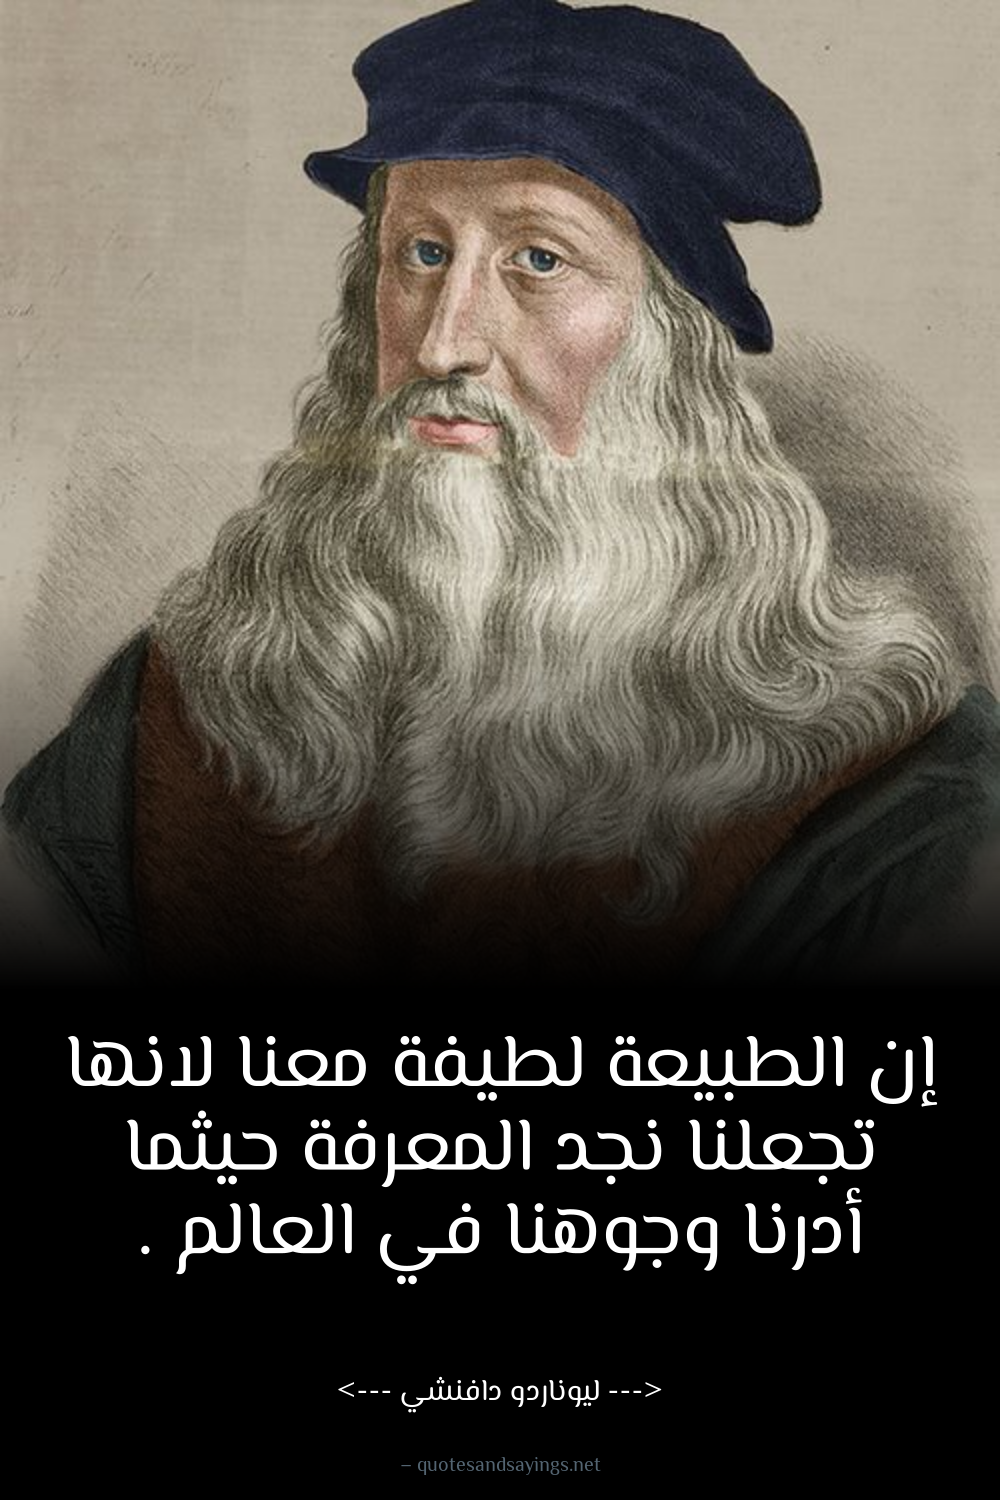 إن الطبيعة لطيفة معنا لانها
تجعلنا نجد المعرفة حيثما
أدرنا وجوهنا في العالم .
<--- ليوناردو دافنشي --->
– quotesandsayings.net